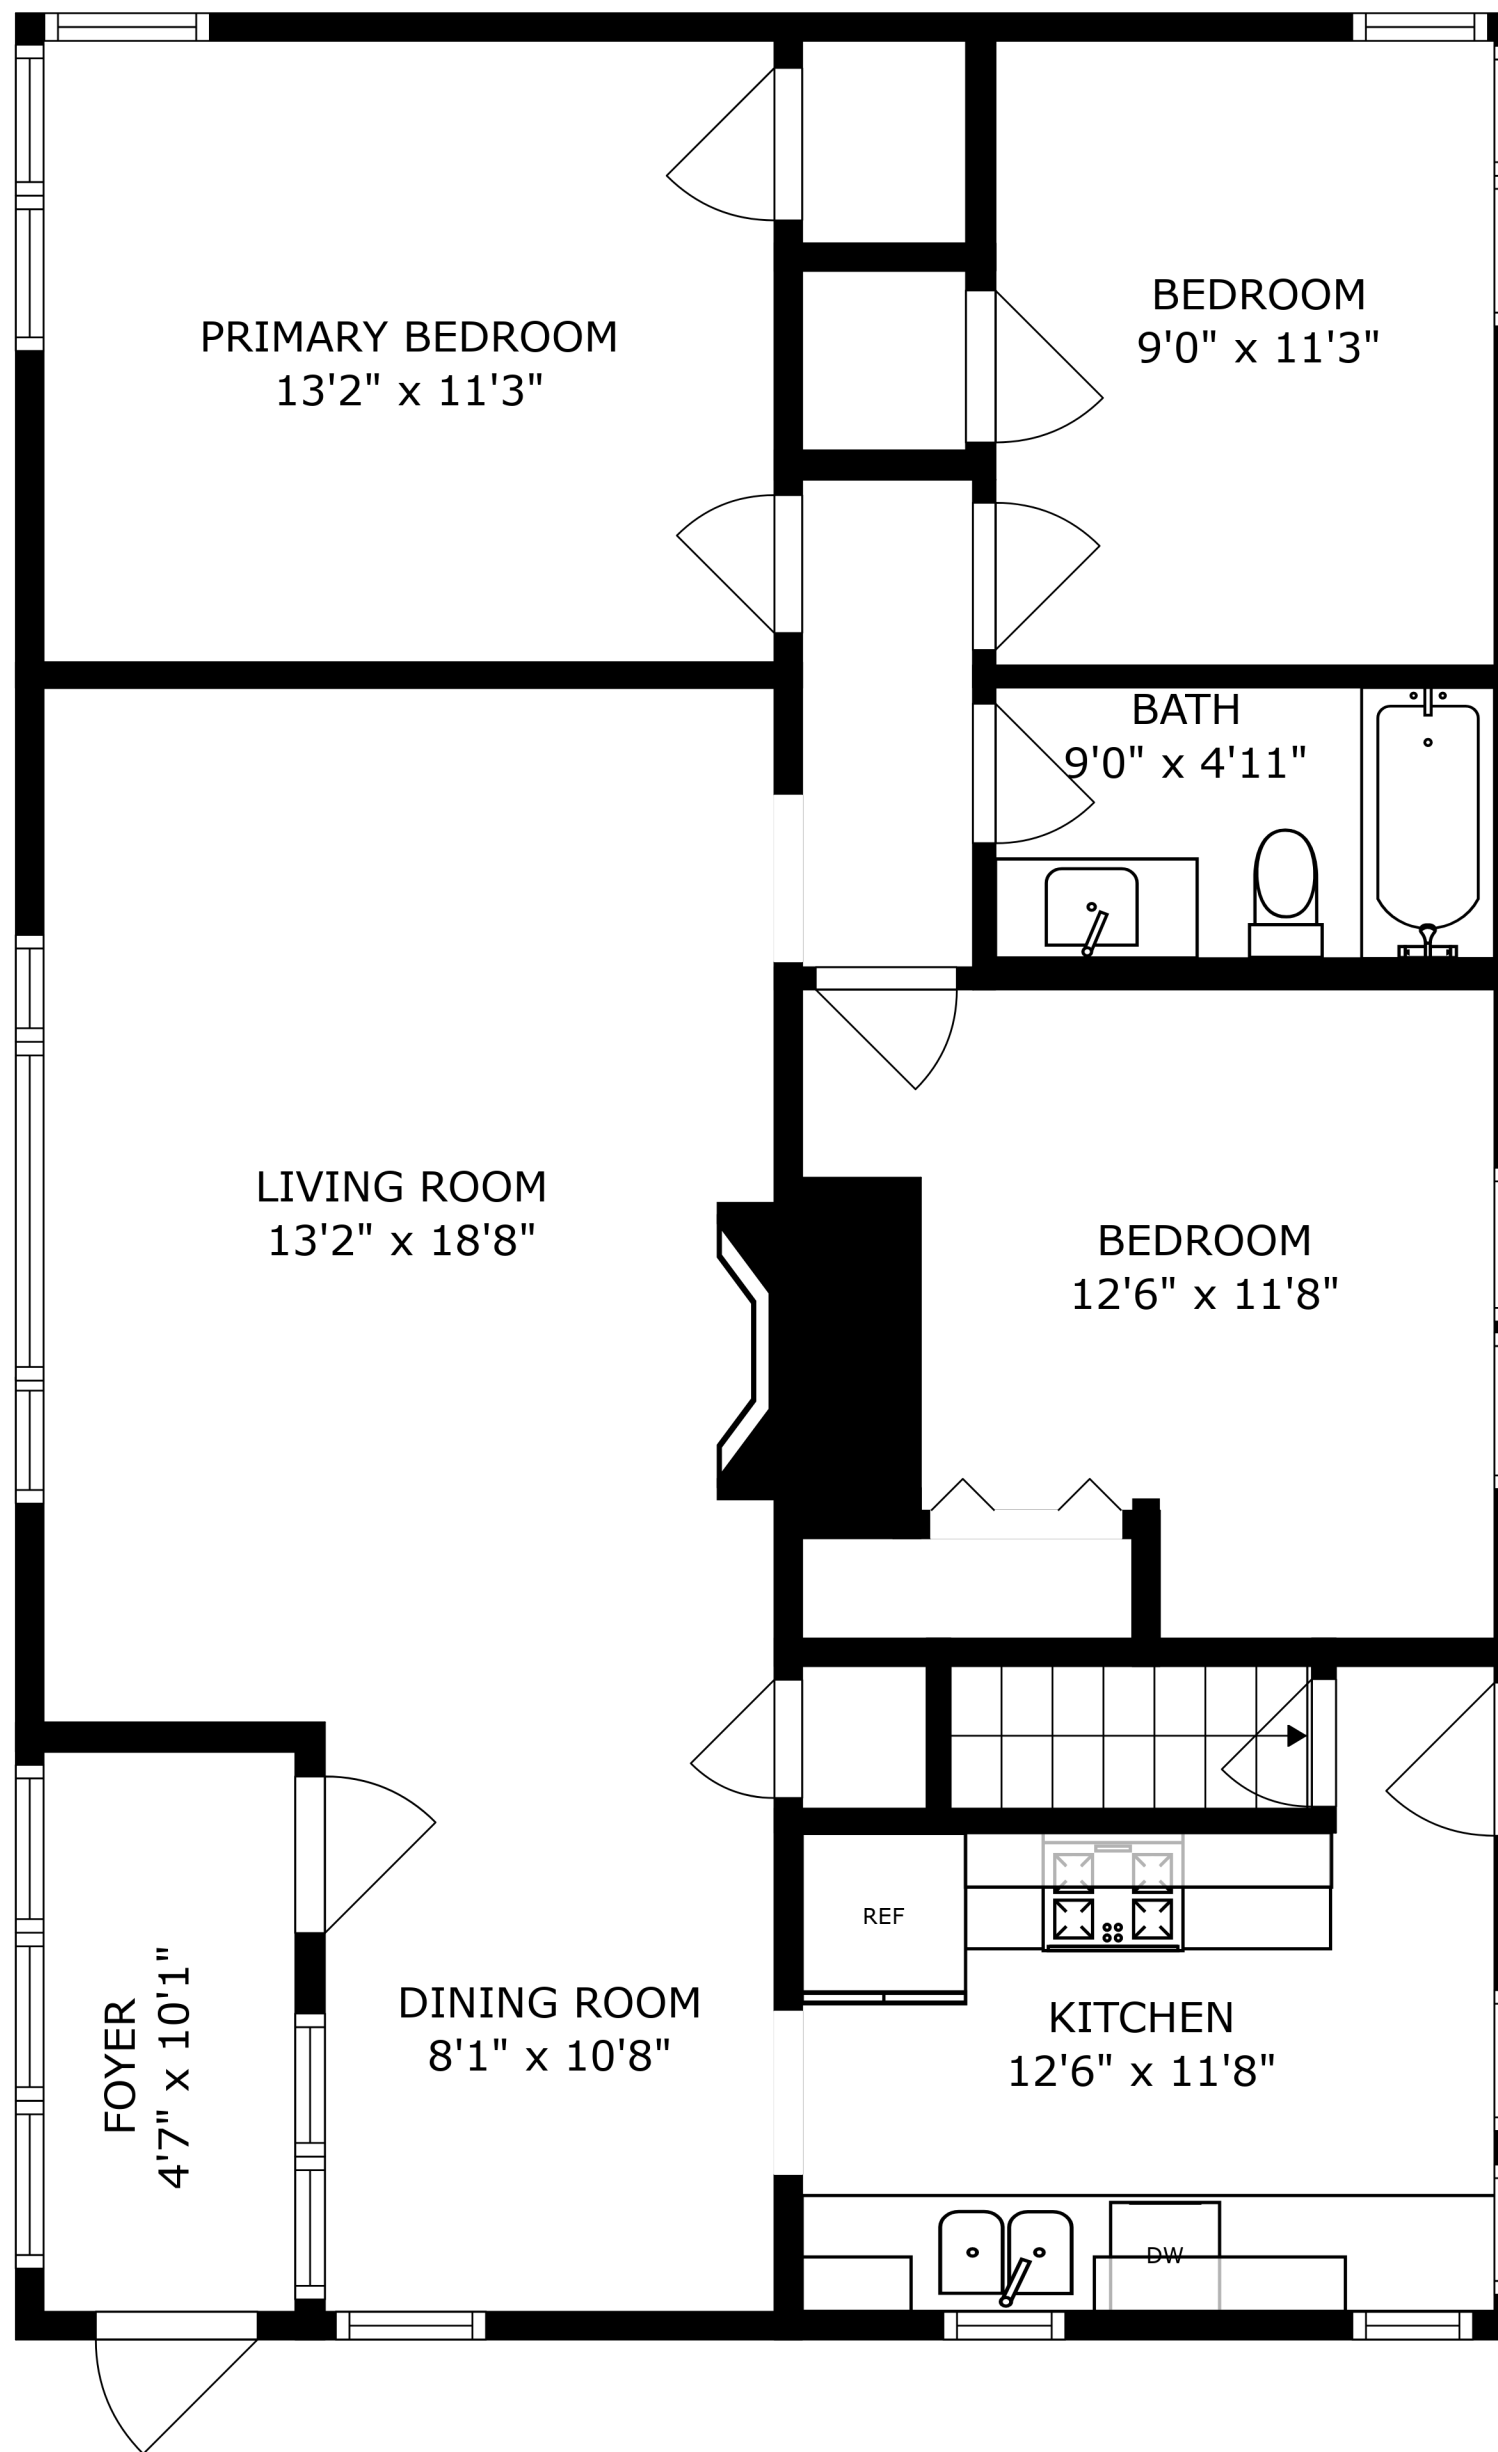 PRIMARY BEDROOM
13'2" x 11'3"
BEDROOM
9'0" x 11'3"
BATH
9'0" x 4'11"
LIVING ROOM
13'2" x 18'8"
BEDROOM
12'6" x 11'8"
REF
FOYER
4'7" x 10'1"
DINING ROOM
8'1" x 10'8"
KITCHEN
12'6" x 11'8"
DW